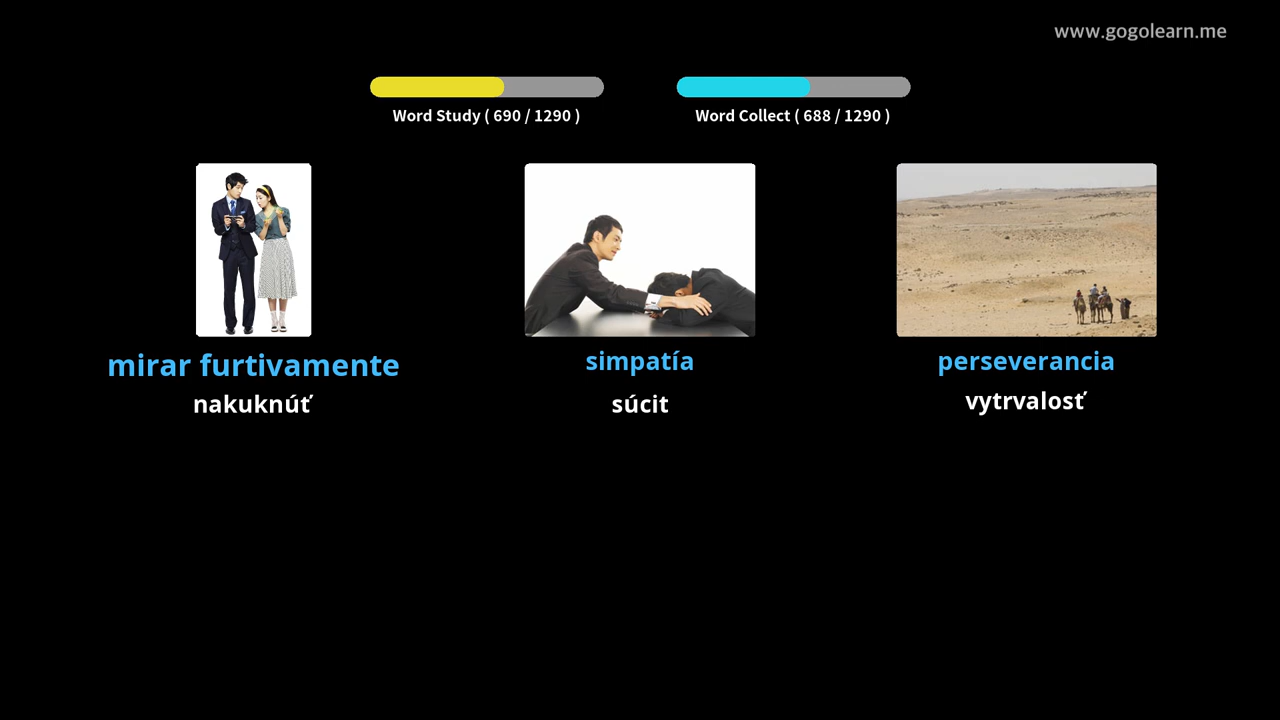 www.gogolearn.me
Word Study ( 690 / 1290 )
Word Collect ( 688 / 1290 )
mirar furtivamente
nakuknúť
simpatía
súcit
perseverancia
vytrvalosť